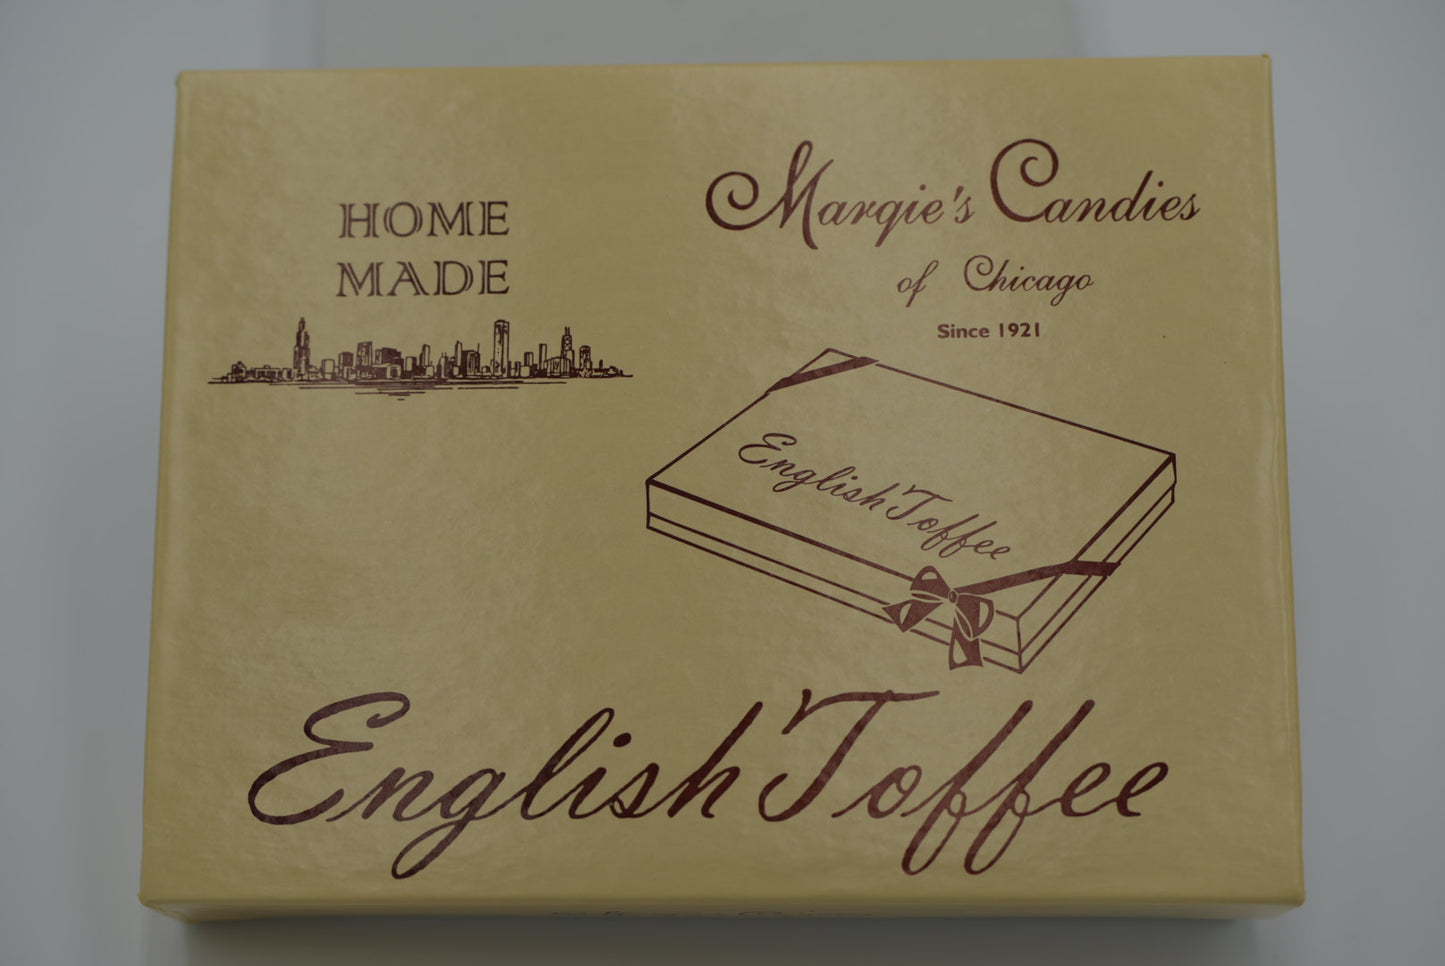 HOME
MADE
Margie's Candies
of Chicago
Since 1921
English Toffee
English Toffee